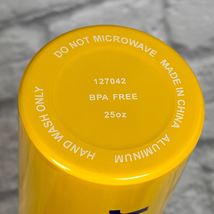 DO NOT MICROWAVE
MADE IN CHINA
ALUMINUM
HAND WASH ONLY
127042
BPA FREE
25oz